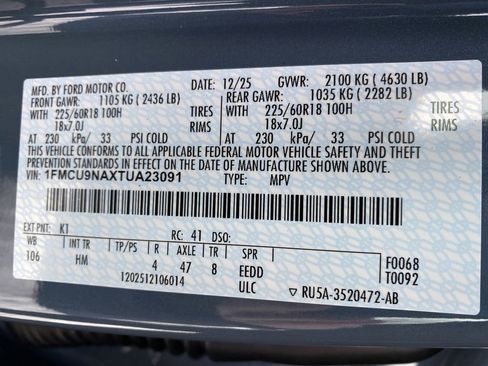 MFD. BY FORD MOTOR CO. 12/25 GVWR: 2100 KG ( 4630 LB)
FRONT GAWR: 1105 KG ( 2436 LB) REAR GAWR: 1035 KG ( 2282 LB)
WITH 225/60R18 100H TIRES WITH 225/60R18 100H TIRES
18x7.0J RIMS 18x7.0J RIMS
AT 230 kPa/ 33 PSI COLD AT 230 kPa/ 33 PSI COLD
THIS VEHICLE CONFORMS TO ALL APPLICABLE FEDERAL MOTOR VEHICLE SAFETY AND THEFT PREVENTION STANDARDS IN EFFECT ON THE DATE OF MANUFACTURE SHOWN ABOVE.
VIN: 1FMCU9NAXTUA23091 TYPE: MPV
EXT PNT: K1 RC: 41 DSO:
WB INT TR TP/PS R AXLE TR SPR F0068
106 HM 4 47 8 EEDD T0092
120251210 6014 ULC RU5A-3520472-AB